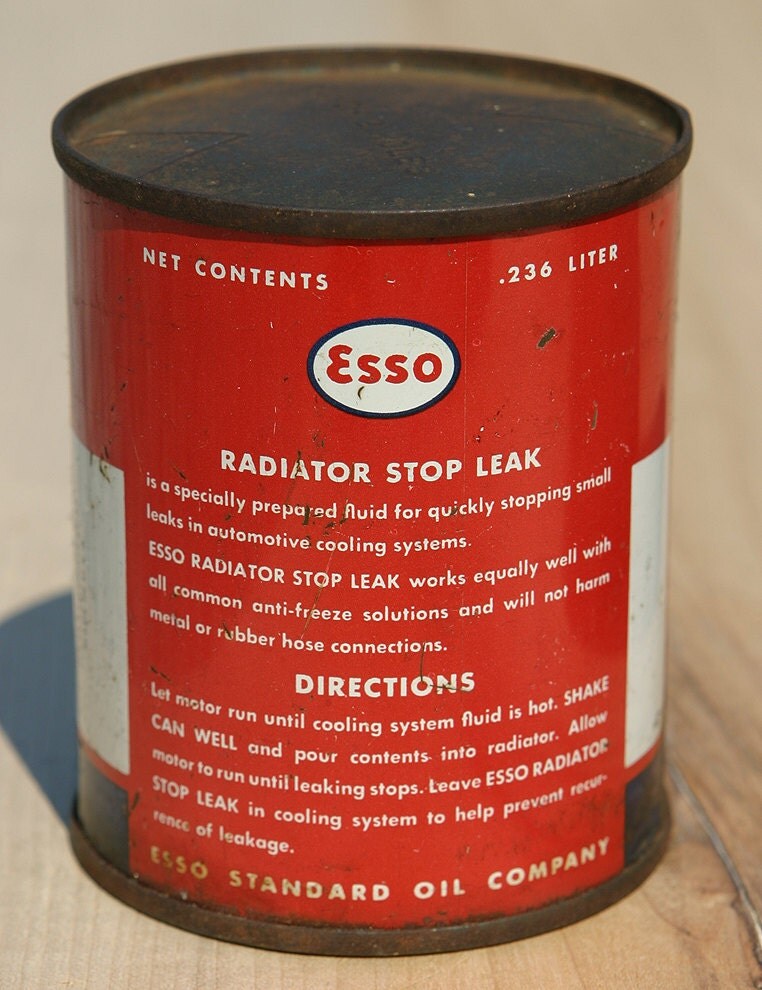 NET CONTENTS .236 LITER
Esso
RADIATOR STOP LEAK
is a specially prepared fluid for quickly stopping small
leaks in automotive cooling systems.
ESSO RADIATOR STOP LEAK works equally well with
all common anti-freeze solutions and will not harm
metal or rubber hose connections.
DIRECTIONS
Let motor run until cooling system fluid is hot. SHAKE
CAN WELL and pour contents into radiator. Allow
motor to run until leaking stops. Leave ESSO RADIATOR
STOP LEAK in cooling system to help prevent recur-
rence of leakage.
ESSO STANDARD OIL COMPANY